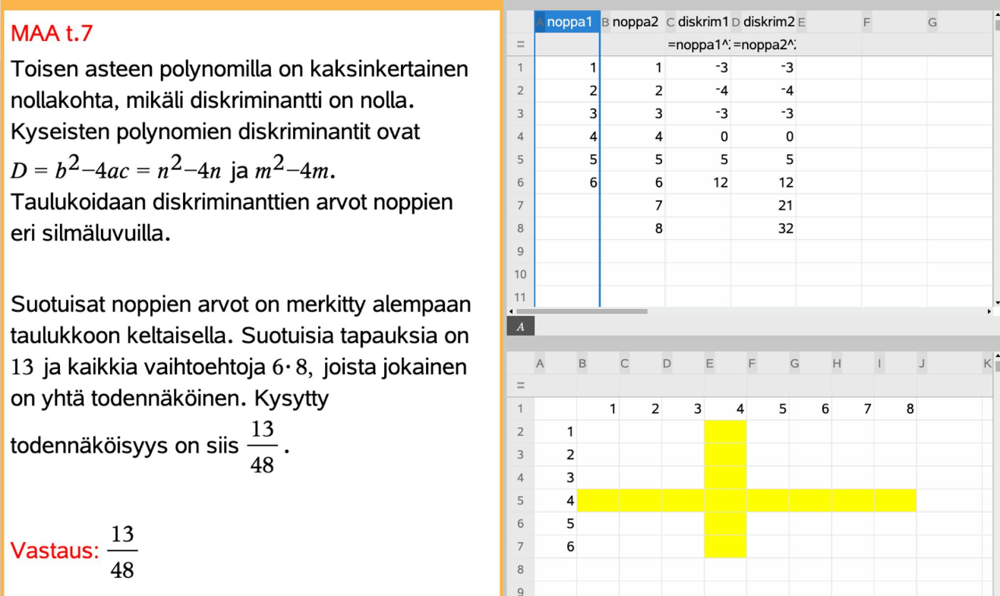 MAA t.7
Toisen asteen polynomilla on kaksinkertainen
nollakohta, mikäli diskriminantti on nolla.
Kyseisten polynomien diskriminantit ovat
D = b²−4ac = n²−4n ja m²−4m.
Taulukoidaan diskriminanttien arvot noppien
eri silmäluvuilla.
Suotuisat noppien arvot on merkitty alempaan
taulukkoon keltaisella. Suotuisia tapauksia on
13 ja kaikkia vaihtoehtoja 6·8, joista jokainen
on yhtä todennäköinen. Kysytty
todennäköisyys on siis 13/48.
Vastaus: 13/48
A noppa1 B noppa2 C diskrim1 D diskrim2 E F G
= =noppa1^ =noppa2^
1 1 1 -3 -3
2 2 2 -4 -4
3 3 3 -3 -3
4 4 4 0 0
5 5 5 5 5
6 6 6 12 12
7 7 21
8 8 32
9
10
11
A
A B C D E F G H I J K
=
1 1 2 3 4 5 6 7 8
2 1
3 2
4 3
5 4
6 5
7 6
8
9